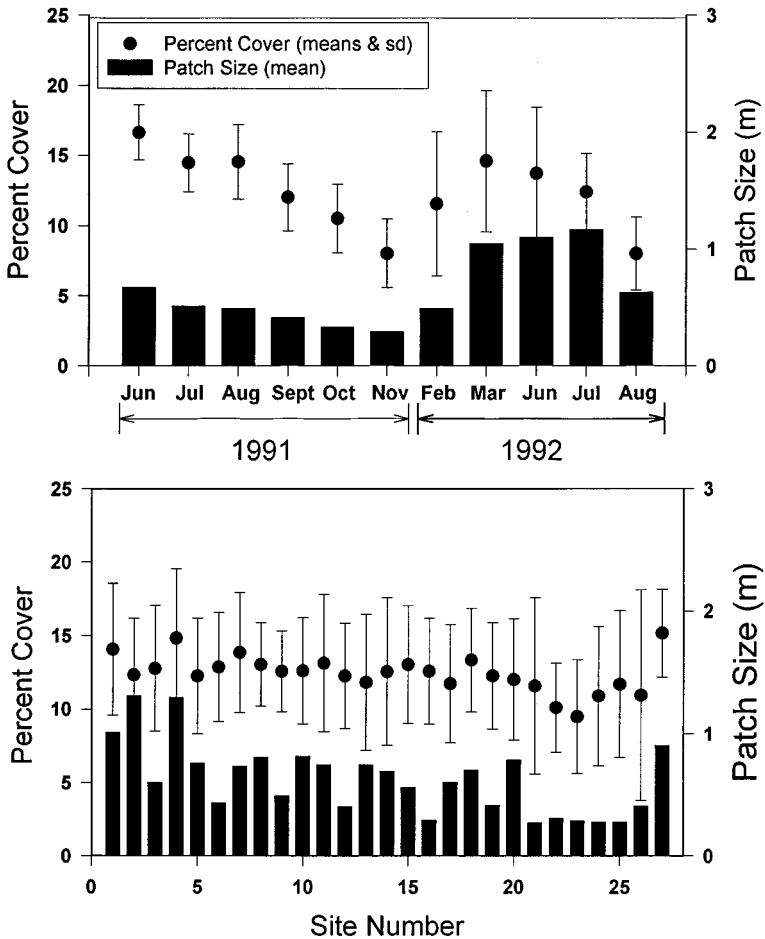 Percent Cover (means & sd)
Patch Size (mean)
Percent Cover
25
20
15
10
5
0
Patch Size (m)
3
2
1
0
Jun Jul Aug Sept Oct Nov Feb Mar Jun Jul Aug
1991 1992
Percent Cover
25
20
15
10
5
0
Patch Size (m)
3
2
1
0
0 5 10 15 20 25
Site Number